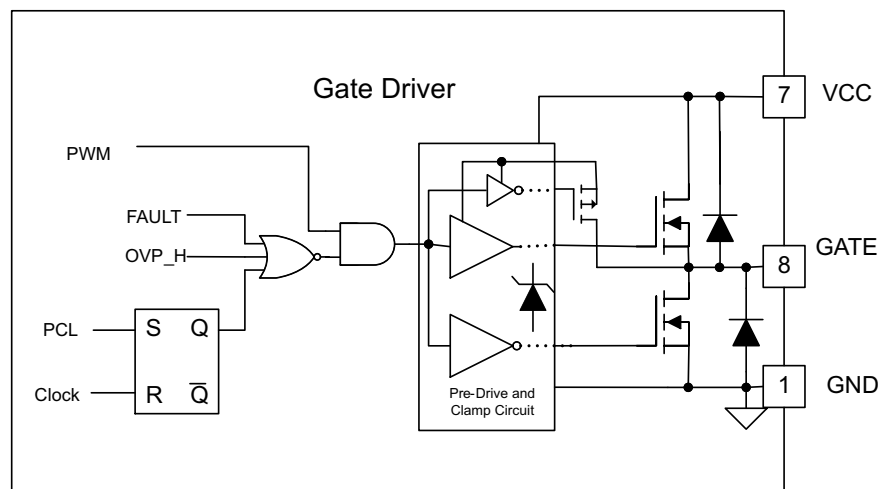 Gate Driver
7 VCC
PWM
FAULT
OVP_H
GATE
8
PCL
S Q
Clock
R Q̅
Pre-Drive and
Clamp Circuit
1 GND